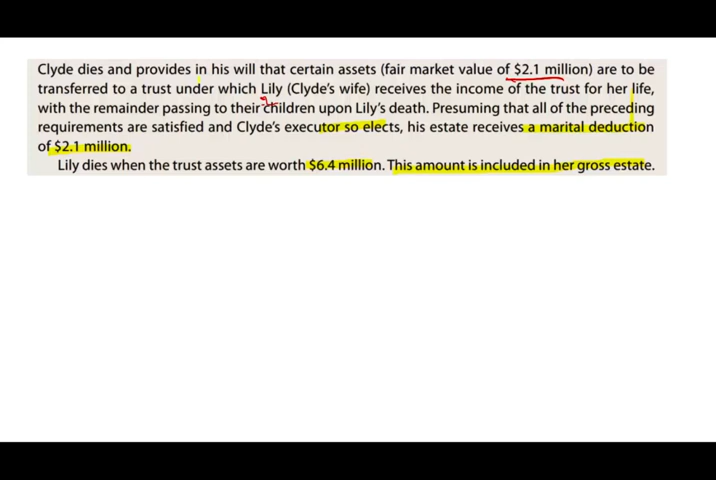 Clyde dies and provides in his will that certain assets (fair market value of $2.1 million) are to be
transferred to a trust under which Lily (Clyde's wife) receives the income of the trust for her life,
with the remainder passing to their children upon Lily's death. Presuming that all of the preceding
requirements are satisfied and Clyde's executor so elects, his estate receives a marital deduction
of $2.1 million.
Lily dies when the trust assets are worth $6.4 million. This amount is included in her gross estate.